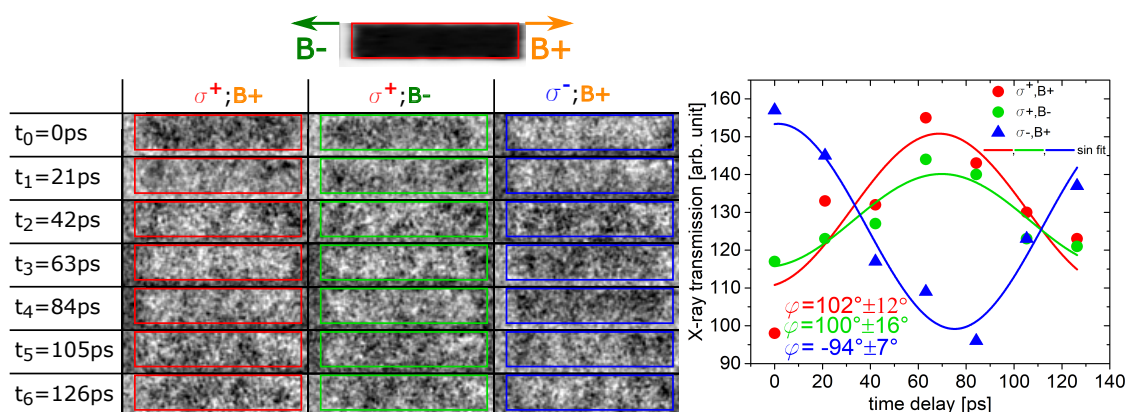 B- B+
σ⁺;B+ σ⁺;B- σ⁻;B+
t₀=0ps
t₁=21ps
t₂=42ps
t₃=63ps
t₄=84ps
t₅=105ps
t₆=126ps
X-ray transmission [arb. unit]
160
150
140
130
120
110
100
90
σ⁺,B+
σ+,B-
σ-,B+
, , sin fit
φ=102°±12°
φ=100°±16°
φ= -94°±7°
0 20 40 60 80 100 120 140
time delay [ps]